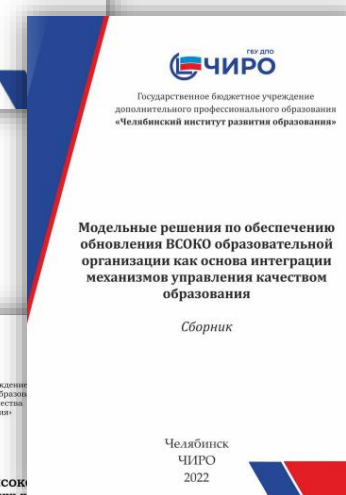 ГБУ ДПО
ЧИРО
Государственное бюджетное учреждение
дополнительного профессионального образования
«Челябинский институт развития образования»
Модельные решения по обеспечению
обновления ВСОКО образовательной
организации как основа интеграции
механизмов управления качеством
образования
Сборник
Челябинск
ЧИРО
2022